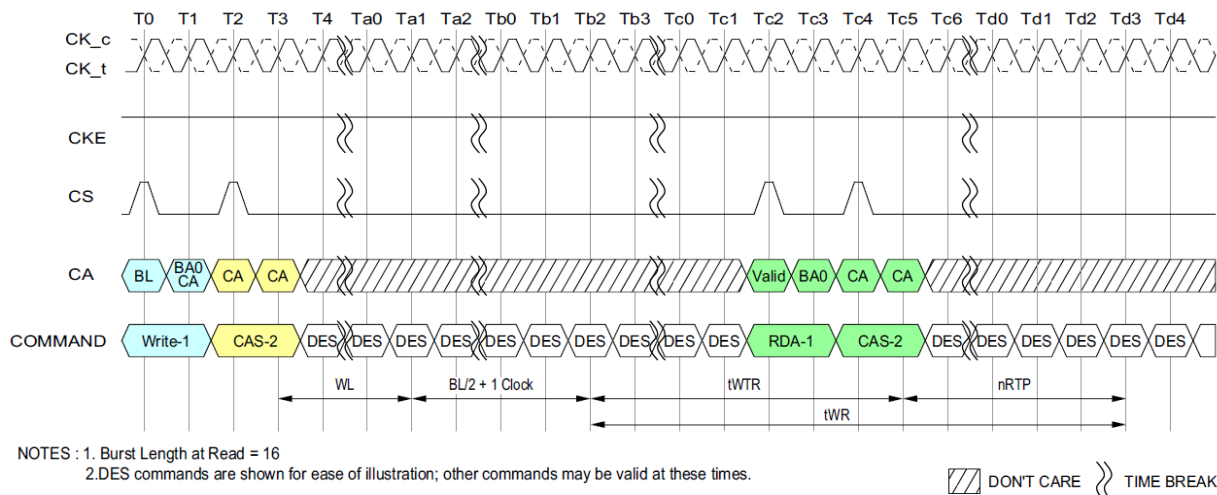 T0 T1 T2 T3 T4 Ta0 Ta1 Ta2 Tb0 Tb1 Tb2 Tb3 Tc0 Tc1 Tc2 Tc3 Tc4 Tc5 Tc6 Td0 Td1 Td2 Td3 Td4
CK_c
CK_t
CKE
CS
CA BL BA0 CA CA CA Valid BA0 CA CA
COMMAND Write-1 CAS-2 DES DES DES DES DES DES DES DES DES RDA-1 CAS-2 DES DES DES DES DES DES
WL BL/2 + 1 Clock tWTR nRTP
tWR
NOTES : 1. Burst Length at Read = 16
2.DES commands are shown for ease of illustration; other commands may be valid at these times.
DON'T CARE TIME BREAK